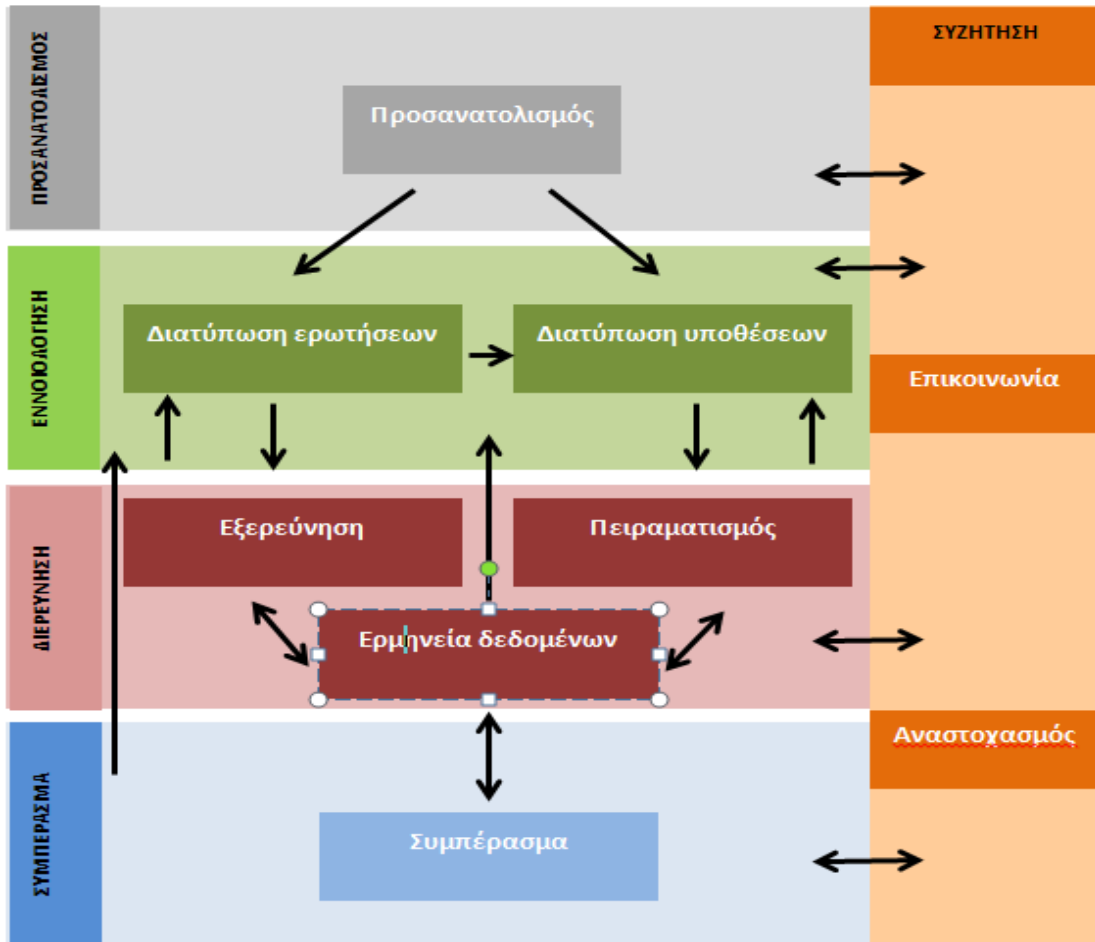 ΠΡΟΣΑΝΑΤΟΛΙΣΜΟΣ
Προσανατολισμός
ΣΥΖΗΤΗΣΗ
ΕΝΝΟΙΟΛΟΓΗΣΗ
Διατύπωση ερωτήσεων
Διατύπωση υποθέσεων
Επικοινωνία
ΔΙΕΡΕΥΝΗΣΗ
Εξερεύνηση
Πειραματισμός
Ερμηνεία δεδομένων
Αναστοχασμός
ΣΥΜΠΕΡΑΣΜΑ
Συμπέρασμα